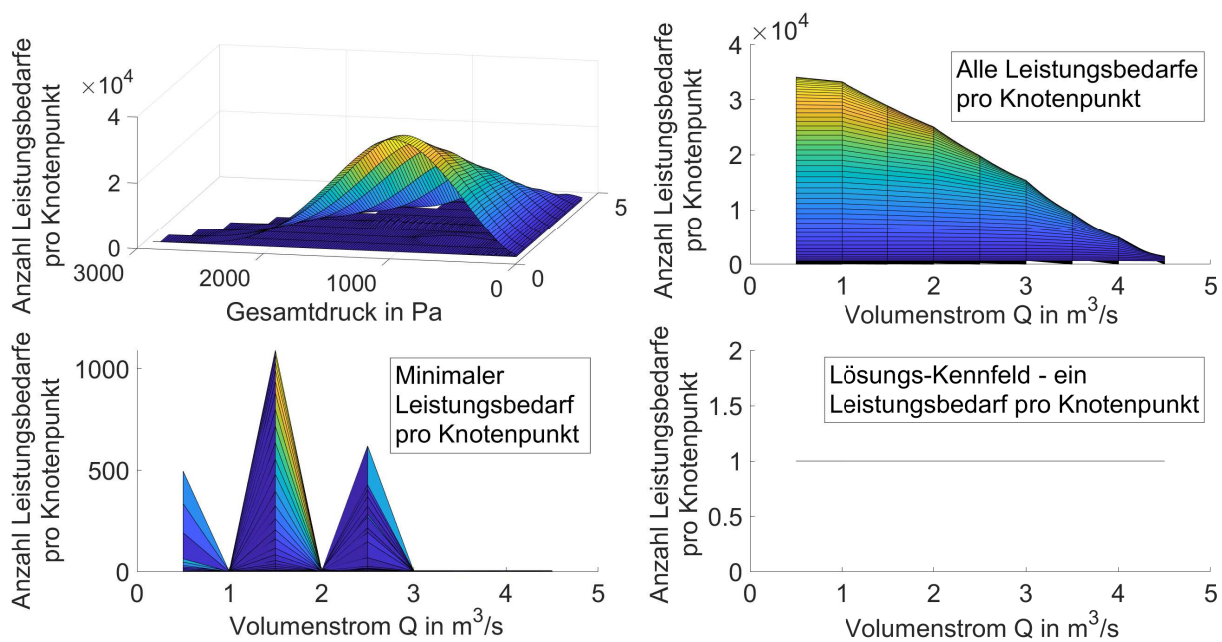 Anzahl Leistungsbedarfe
pro Knotenpunkt
×10⁴
4
2
0
3000
2000
1000
0
0
5
Gesamtdruck in Pa
Anzahl Leistungsbedarfe
pro Knotenpunkt
×10⁴
4
3
2
1
0
0
1
2
3
4
5
Volumenstrom Q in m³/s
Alle Leistungsbedarfe
pro Knotenpunkt
Anzahl Leistungsbedarfe
pro Knotenpunkt
1000
500
0
0
1
2
3
4
5
Volumenstrom Q in m³/s
Minimaler
Leistungsbedarf
pro Knotenpunkt
Anzahl Leistungsbedarfe
pro Knotenpunkt
2
1.5
1
0.5
0
0
1
2
3
4
5
Volumenstrom Q in m³/s
Lösungs-Kennfeld - ein
Leistungsbedarf pro Knotenpunkt